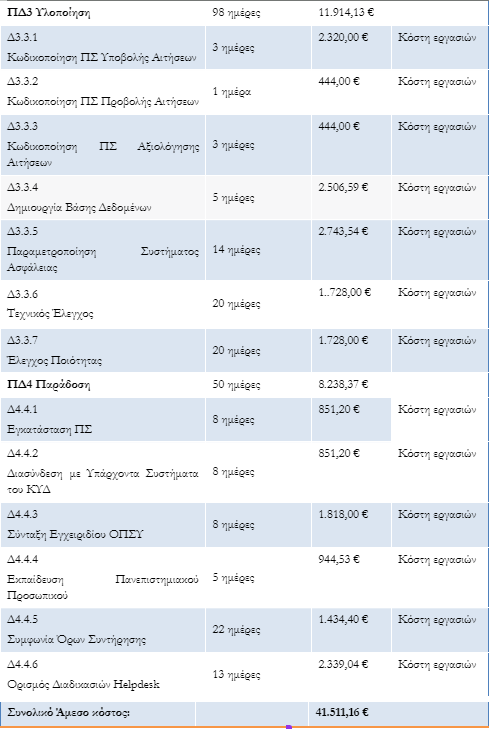 ΠΔ3 Υλοποίηση 98 ημέρες 11.914,13 €
Δ3.3.1 2.320,00 € Κόστη εργασιών
Κωδικοποίηση ΠΣ Υποβολής Αιτήσεων 3 ημέρες
Δ3.3.2 444,00 € Κόστη εργασιών
Κωδικοποίηση ΠΣ Προβολής Αιτήσεων 1 ημέρα
Δ3.3.3 444,00 € Κόστη εργασιών
Κωδικοποίηση ΠΣ Αξιολόγησης 3 ημέρες
Αιτήσεων
Δ3.3.4 2.506,59 € Κόστη εργασιών
Δημιουργία Βάσης Δεδομένων 5 ημέρες
Δ3.3.5 2.743,54 € Κόστη εργασιών
Παραμετροποίηση Συστήματος 14 ημέρες
Ασφάλειας
Δ3.3.6 1..728,00 € Κόστη εργασιών
Τεχνικός Έλεγχος 20 ημέρες
Δ3.3.7 1.728,00 € Κόστη εργασιών
Έλεγχος Ποιότητας 20 ημέρες
ΠΔ4 Παράδοση 50 ημέρες 8.238,37 €
Δ4.4.1 851,20 € Κόστη εργασιών
Εγκατάσταση ΠΣ 8 ημέρες
Δ4.4.2 851,20 € Κόστη εργασιών
Διασύνδεση με Υπάρχοντα Συστήματα 8 ημέρες
του ΚΥΔ
Δ4.4.3 1.818,00 € Κόστη εργασιών
Σύνταξη Εγχειριδίου ΟΠΣΥ 8 ημέρες
Δ4.4.4 944,53 € Κόστη εργασιών
Εκπαίδευση Πανεπιστημιακού 5 ημέρες
Προσωπικού
Δ4.4.5 1.434,40 € Κόστη εργασιών
Συμφωνία Όρων Συντήρησης 22 ημέρες
Δ4.4.6 2.339,04 € Κόστη εργασιών
Ορισμός Διαδικασιών Helpdesk 13 ημέρες
Συνολικό Άμεσο κόστος: 41.511,16 €